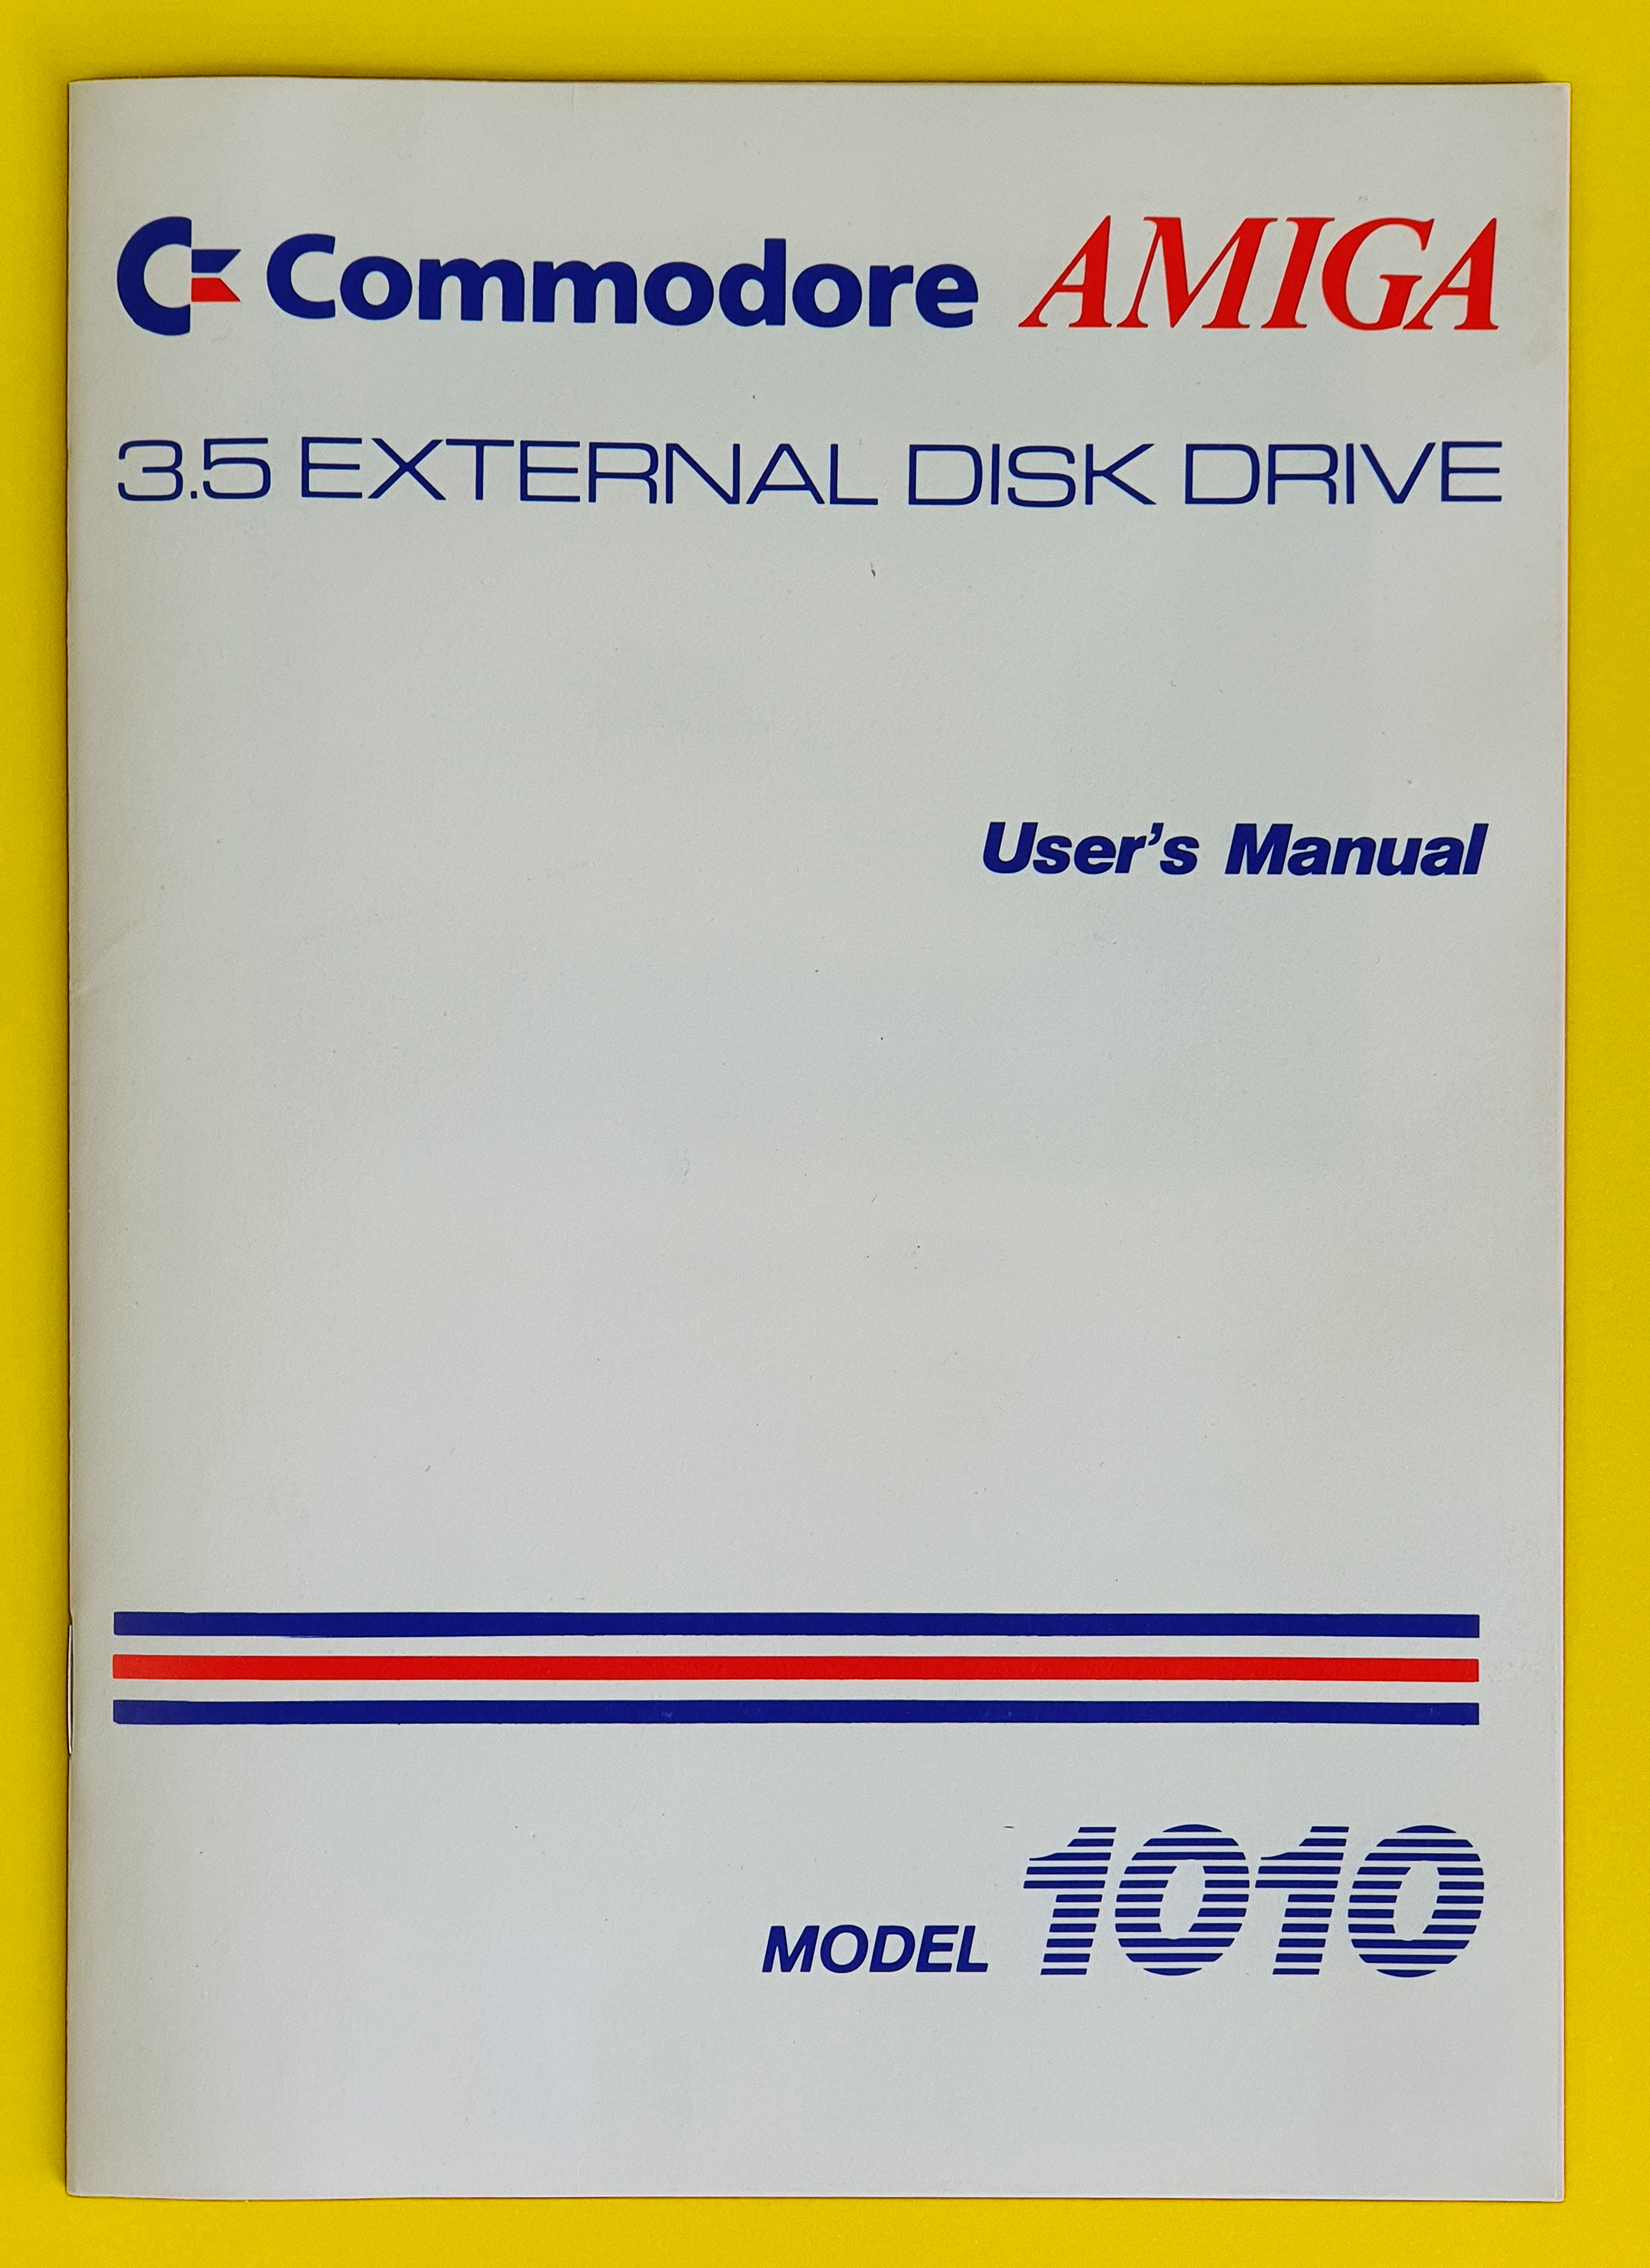 Commodore AMIGA
3.5 EXTERNAL DISK DRIVE
User's Manual
MODEL 1010